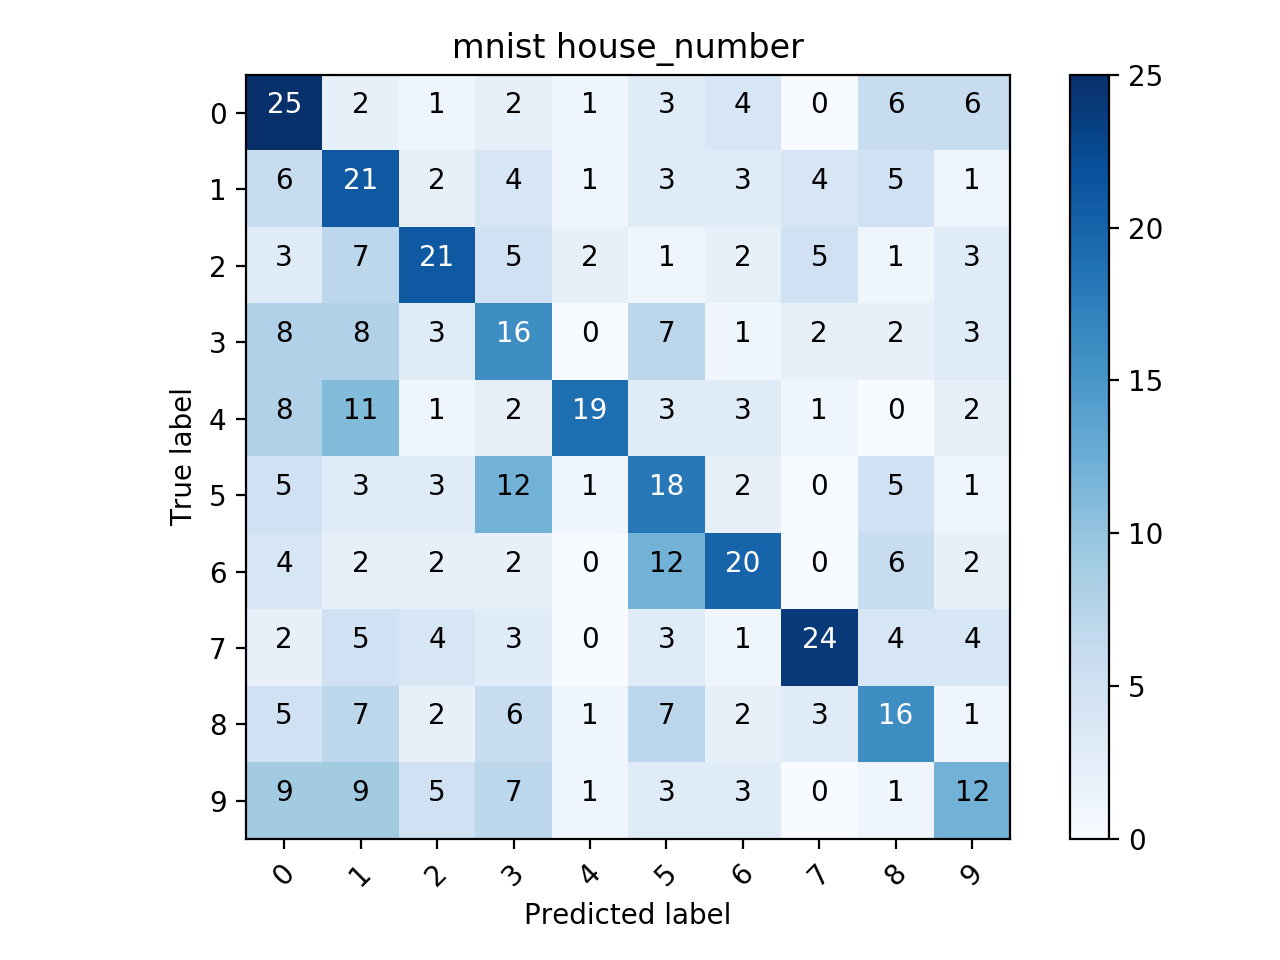 mnist house_number
0 25 2 1 2 1 3 4 0 6 6
1 6 21 2 4 1 3 3 4 5 1
2 3 7 21 5 2 1 2 5 1 3
3 8 8 3 16 0 7 1 2 2 3
4 8 11 1 2 19 3 3 1 0 2
5 5 3 3 12 1 18 2 0 5 1
6 4 2 2 2 0 12 20 0 6 2
7 2 5 4 3 0 3 1 24 4 4
8 5 7 2 6 1 7 2 3 16 1
9 9 9 5 7 1 3 3 0 1 12
0 1 2 3 4 5 6 7 8 9
Predicted label
True label
25
20
15
10
5
0